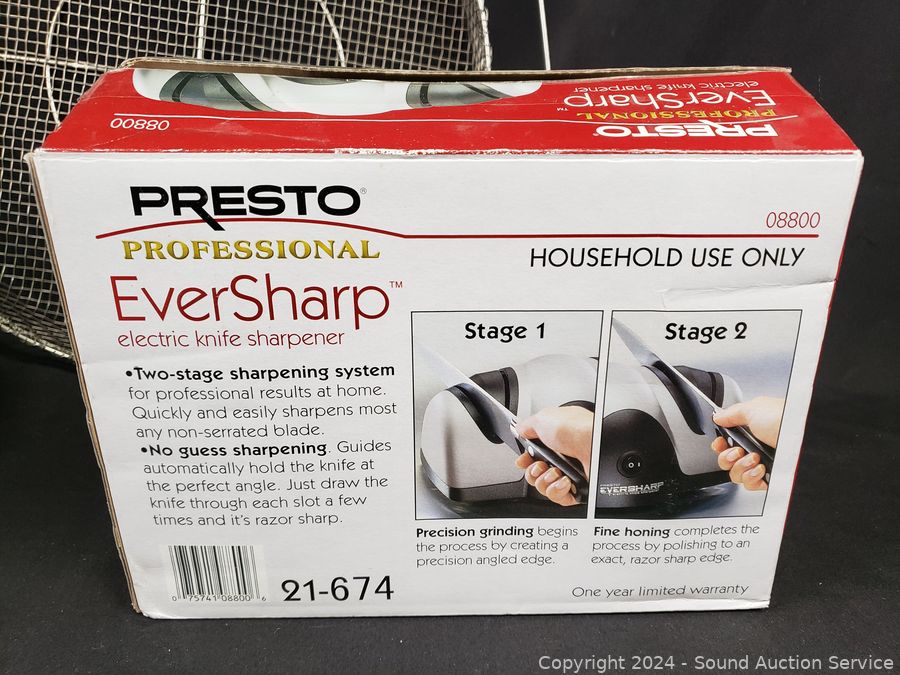 08800
electric knife sharpener
EverSharp™
PROFESSIONAL
PRESTO
PRESTO®
PROFESSIONAL
EverSharp™
electric knife sharpener
08800
HOUSEHOLD USE ONLY
•Two-stage sharpening system
for professional results at home.
Quickly and easily sharpens most
any non-serrated blade.
•No guess sharpening. Guides
automatically hold the knife at
the perfect angle. Just draw the
knife through each slot a few
times and it's razor sharp.
Stage 1
Stage 2
PRESTO
EVERSHARP
Precision grinding begins
the process by creating a
precision angled edge.
Fine honing completes the
process by polishing to an
exact, razor sharp edge.
0 75741 08800 6
21-674
One year limited warranty
Copyright 2024 - Sound Auction Service